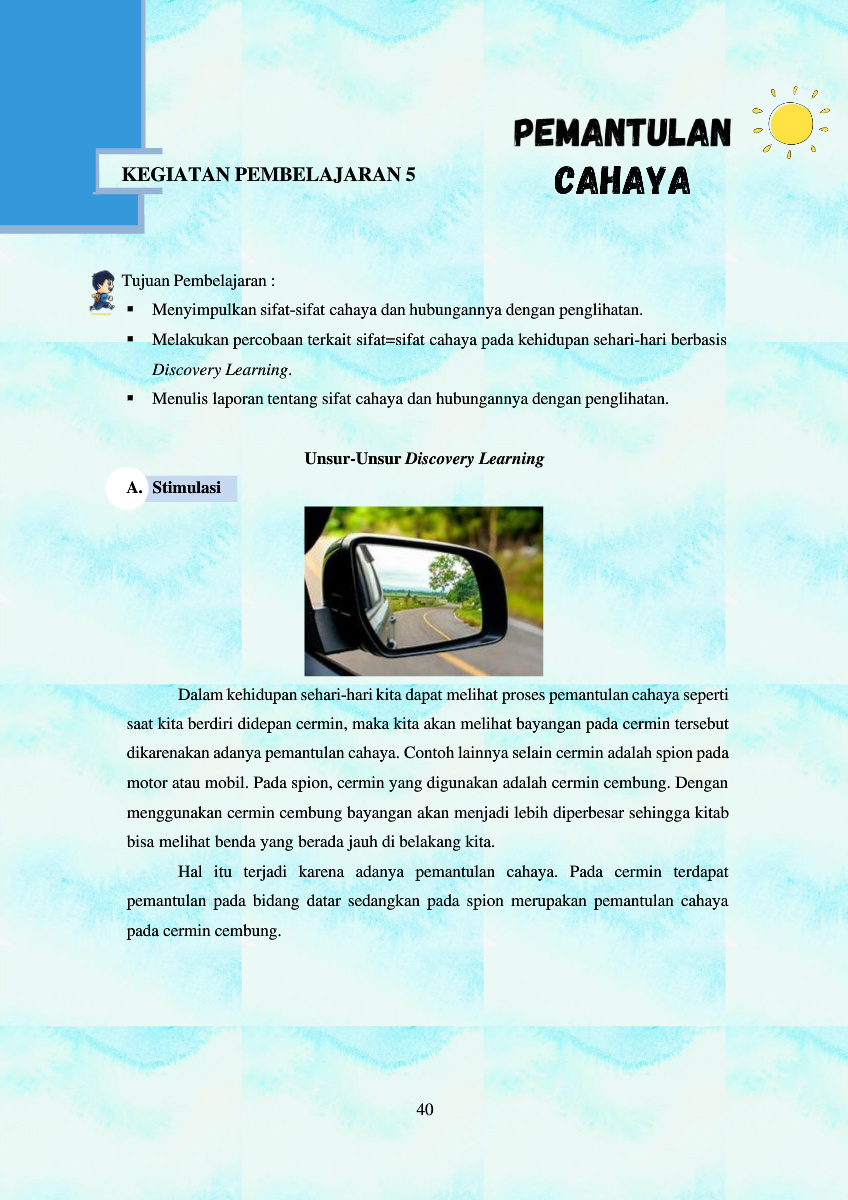 PEMANTULAN
CAHAYA
KEGIATAN PEMBELAJARAN 5
Tujuan Pembelajaran :
▪ Menyimpulkan sifat-sifat cahaya dan hubungannya dengan penglihatan.
▪ Melakukan percobaan terkait sifat=sifat cahaya pada kehidupan sehari-hari berbasis
Discovery Learning.
▪ Menulis laporan tentang sifat cahaya dan hubungannya dengan penglihatan.
Unsur-Unsur Discovery Learning
A. Stimulasi
Dalam kehidupan sehari-hari kita dapat melihat proses pemantulan cahaya seperti
saat kita berdiri didepan cermin, maka kita akan melihat bayangan pada cermin tersebut
dikarenakan adanya pemantulan cahaya. Contoh lainnya selain cermin adalah spion pada
motor atau mobil. Pada spion, cermin yang digunakan adalah cermin cembung. Dengan
menggunakan cermin cembung bayangan akan menjadi lebih diperbesar sehingga kitab
bisa melihat benda yang berada jauh di belakang kita.
Hal itu terjadi karena adanya pemantulan cahaya. Pada cermin terdapat
pemantulan pada bidang datar sedangkan pada spion merupakan pemantulan cahaya
pada cermin cembung.
40